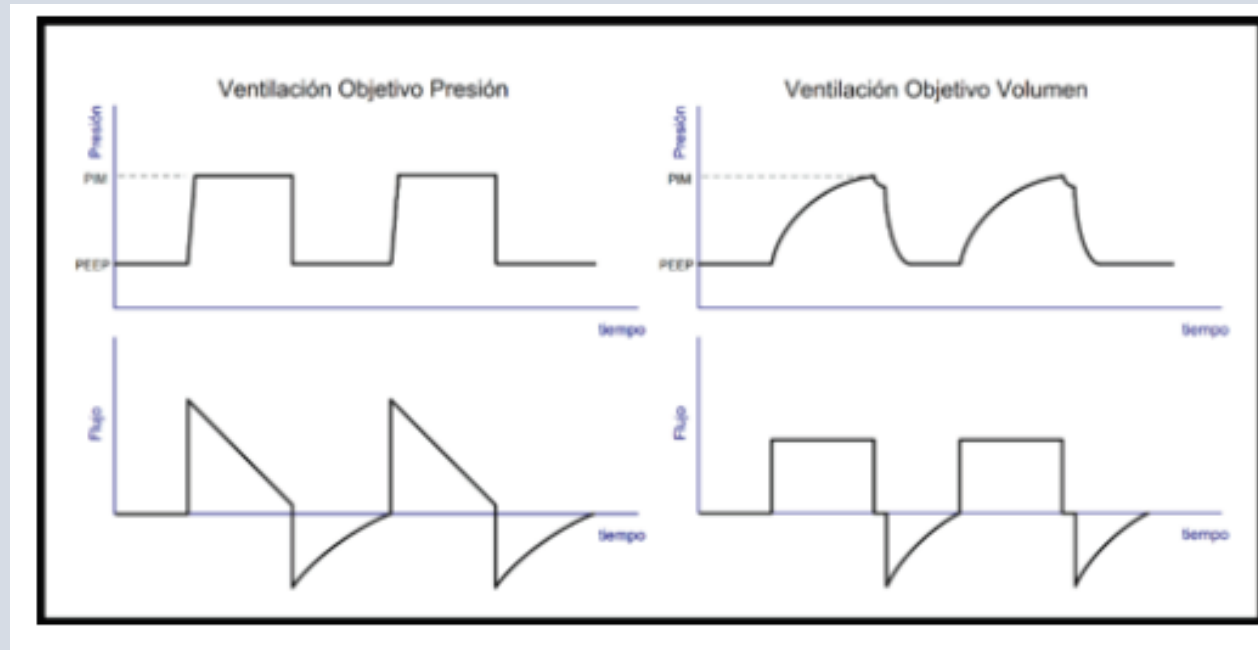 Ventilación Objetivo Presión
Presión
PIM
PEEP
tiempo
Flujo
tiempo
Ventilación Objetivo Volumen
Presión
PIM
PEEP
tiempo
Flujo
tiempo